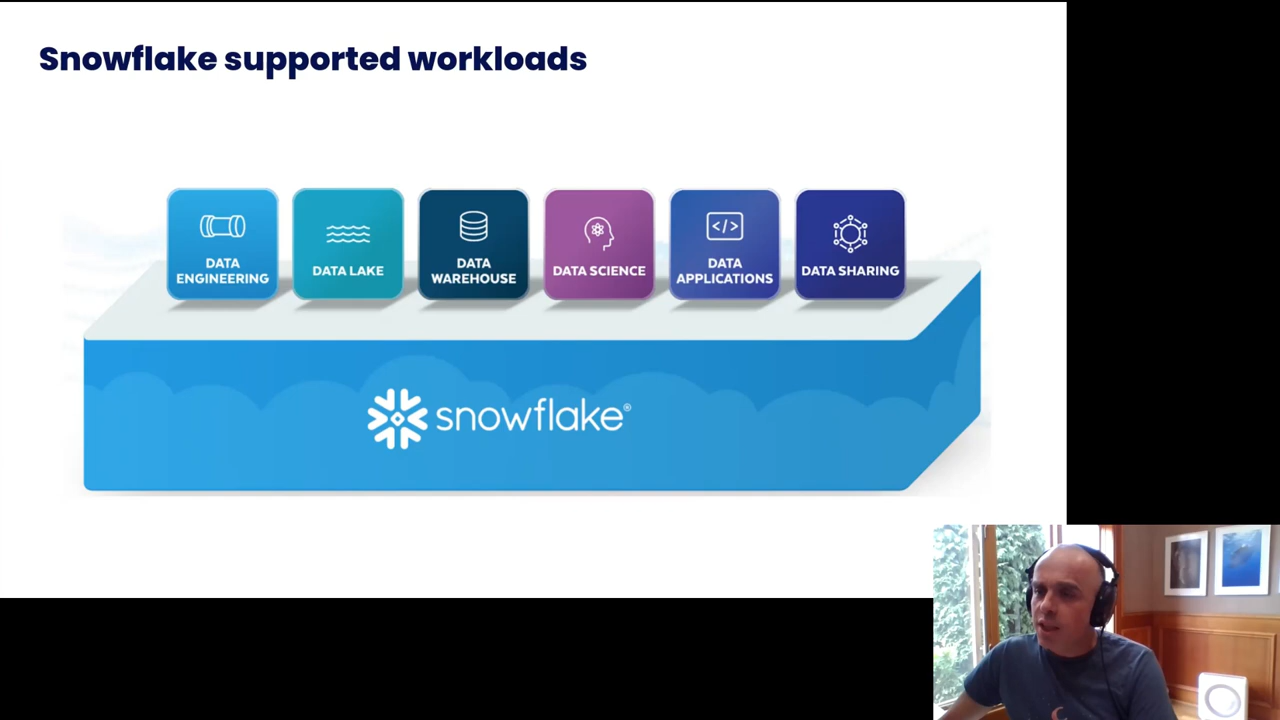 Snowflake supported workloads
DATA
ENGINEERING
DATA LAKE
DATA
WAREHOUSE
DATA SCIENCE
</>
DATA
APPLICATIONS
DATA SHARING
snowflake®